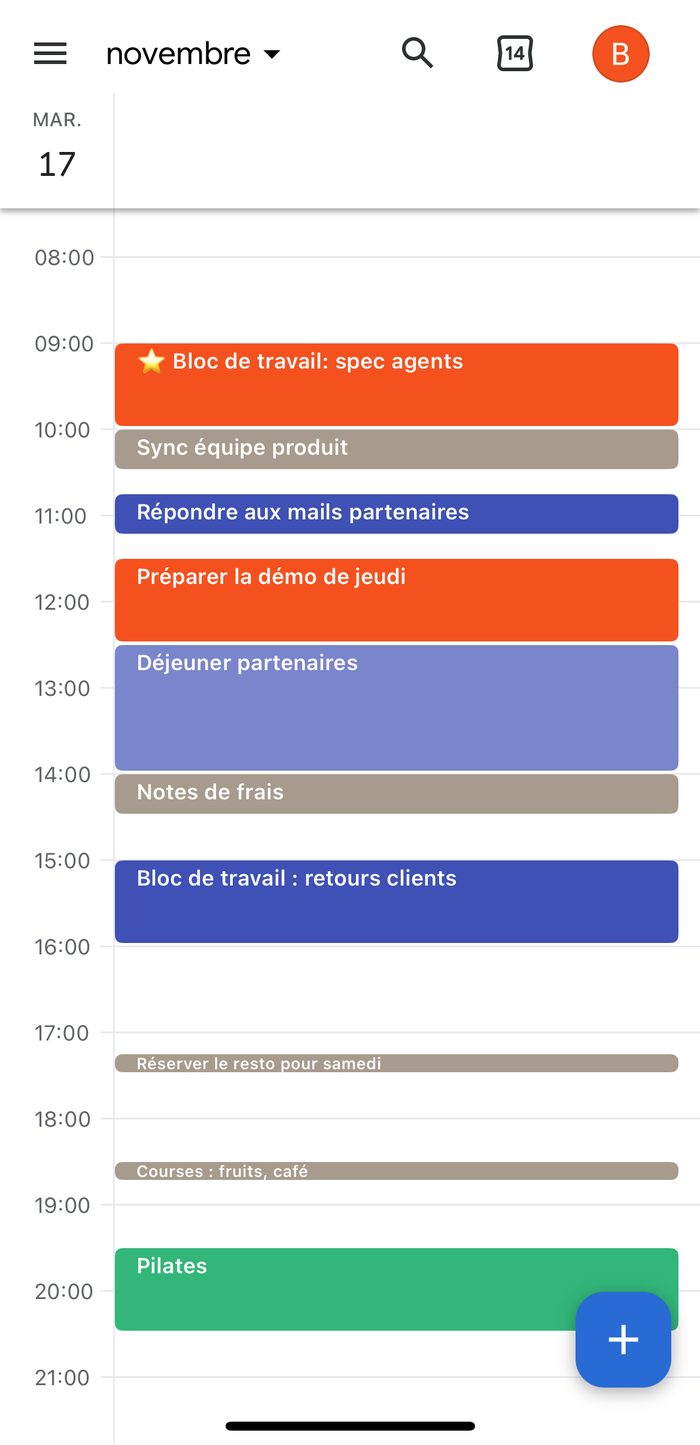 novembre
14
B
MAR.
17
08:00
09:00
Bloc de travail: spec agents
10:00
Sync équipe produit
11:00
Répondre aux mails partenaires
Préparer la démo de jeudi
12:00
Déjeuner partenaires
13:00
14:00
Notes de frais
15:00
Bloc de travail : retours clients
16:00
17:00
Réserver le resto pour samedi
18:00
Courses : fruits, café
19:00
Pilates
20:00
21:00